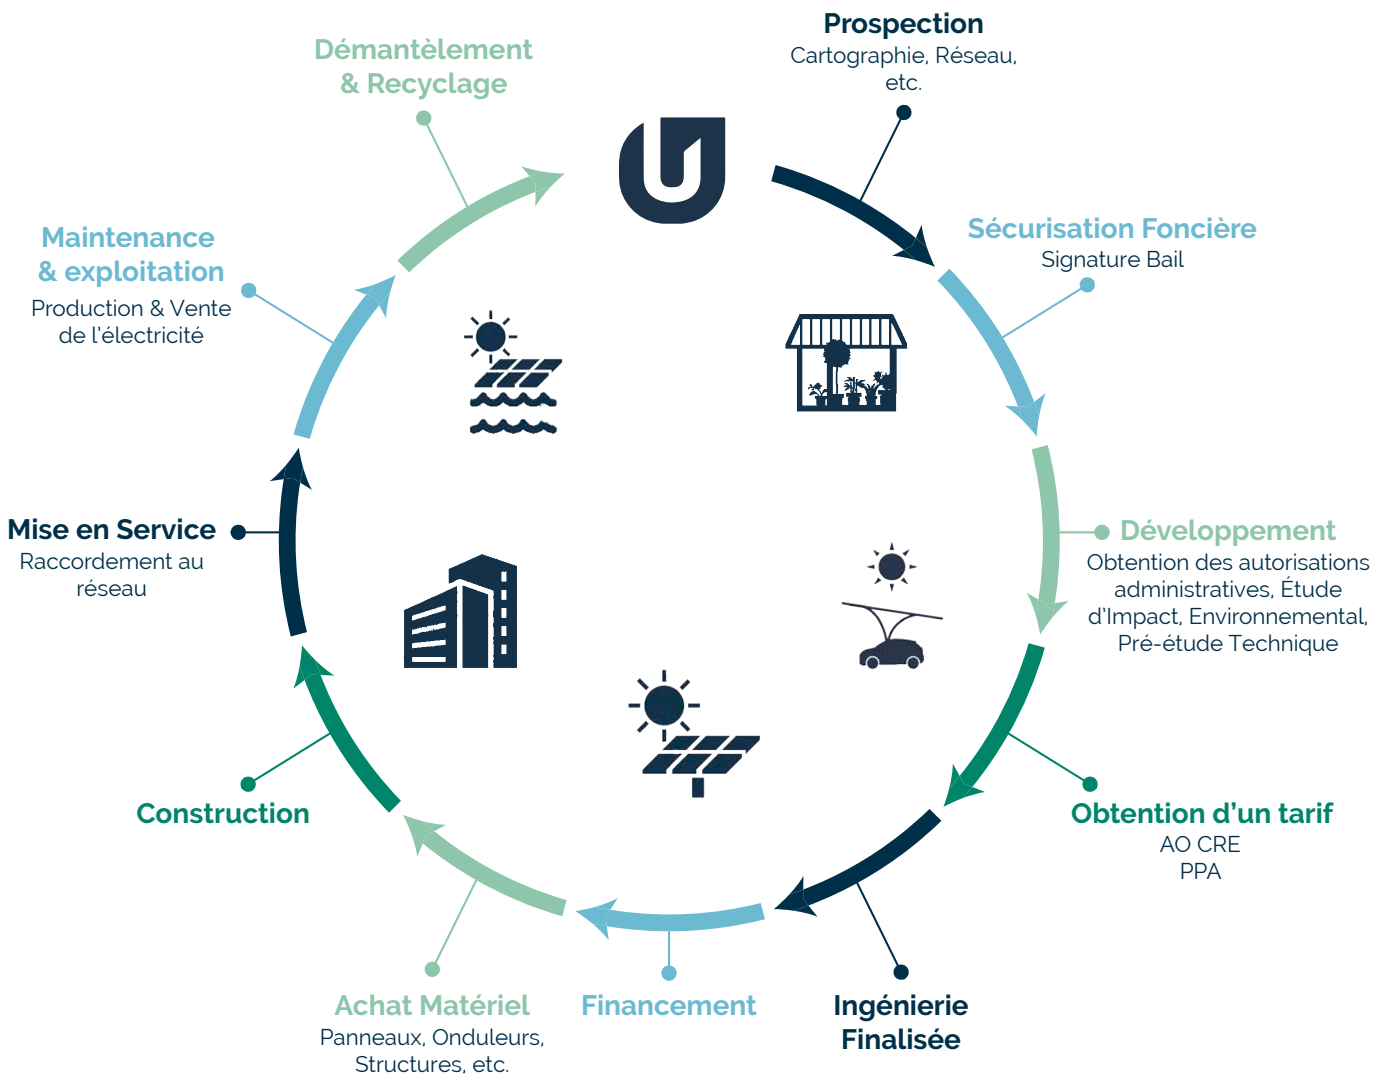 Prospection
Cartographie, Réseau,
etc.
Sécurisation Foncière
Signature Bail
Développement
Obtention des autorisations
administratives, Étude
d'Impact, Environnemental,
Pré-étude Technique
Obtention d'un tarif
AO CRE
PPA
Ingénierie
Finalisée
Financement
Achat Matériel
Panneaux, Onduleurs,
Structures, etc.
Construction
Mise en Service
Raccordement au
réseau
Maintenance
& exploitation
Production & Vente
de l'électricité
Démantèlement
& Recyclage